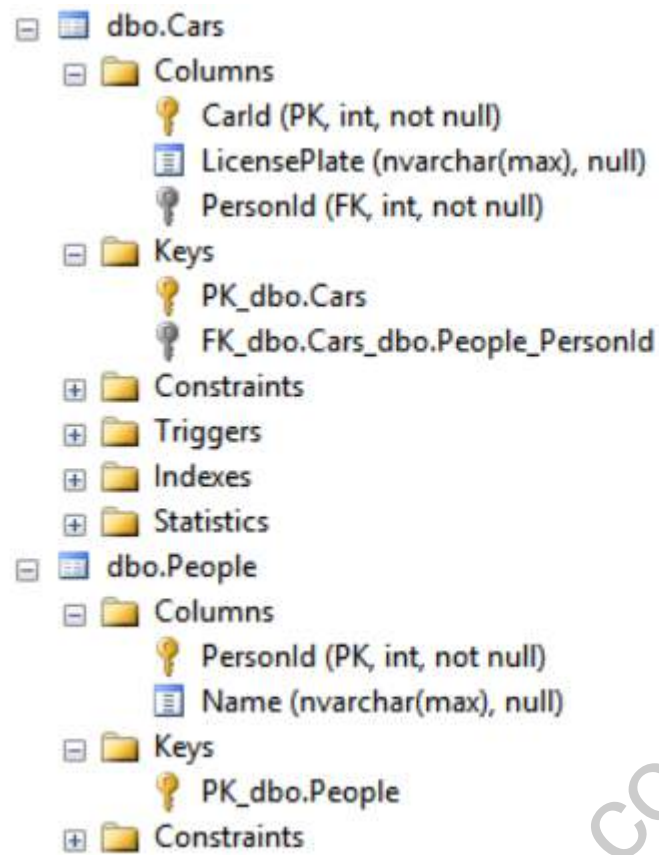 dbo.Cars
Columns
CarId (PK, int, not null)
LicensePlate (nvarchar(max), null)
PersonId (FK, int, not null)
Keys
PK_dbo.Cars
FK_dbo.Cars_dbo.People_PersonId
Constraints
Triggers
Indexes
Statistics
dbo.People
Columns
PersonId (PK, int, not null)
Name (nvarchar(max), null)
Keys
PK_dbo.People
Constraints